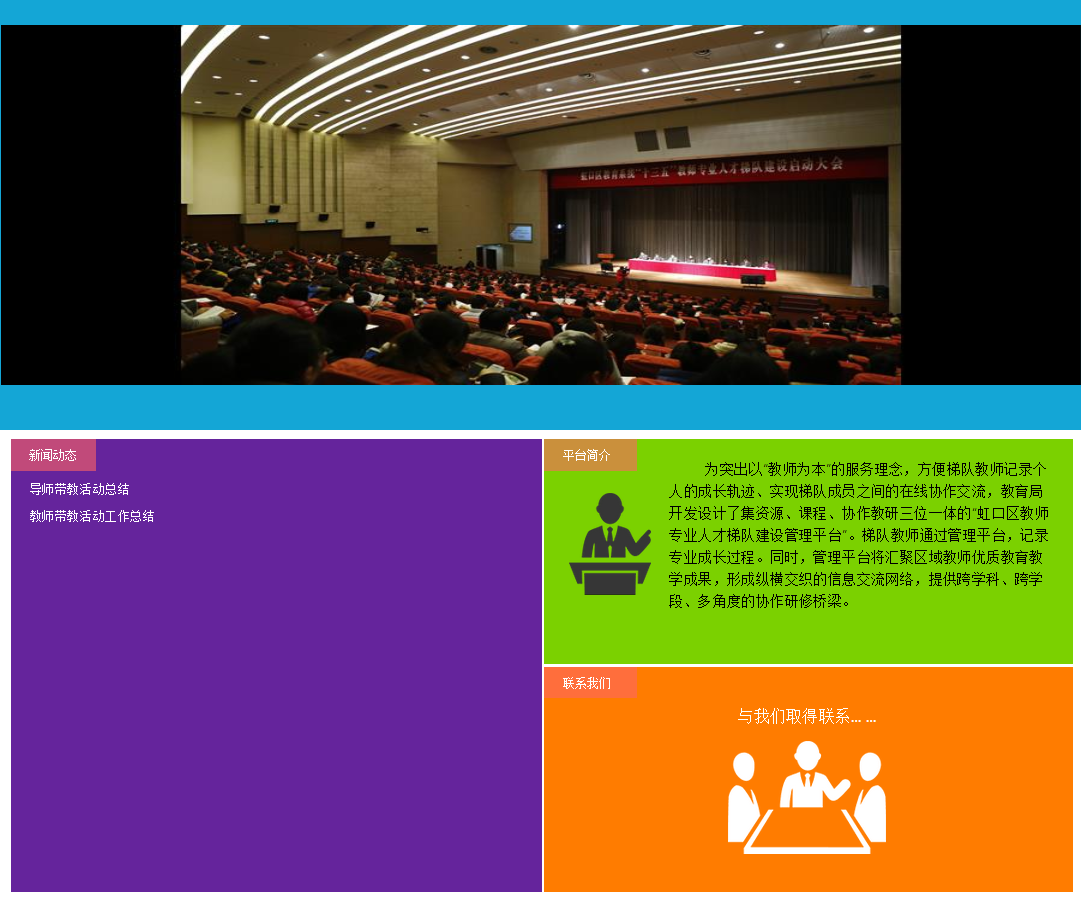 虹口区教育系统“十三五”教师专业人才梯队建设启动大会
新闻动态
导师带教活动总结
教师带教活动工作总结
平台简介
为突出以“教师为本”的服务理念，方便梯队教师记录个
人的成长轨迹、实现梯队成员之间的在线协作交流，教育局
开发设计了集资源、课程、协作教研三位一体的“虹口区教师
专业人才梯队建设管理平台”。梯队教师通过管理平台，记录
专业成长过程。同时，管理平台将汇聚区域教师优质教育教
学成果，形成纵横交织的信息交流网络，提供跨学科、跨学
段、多角度的协作研修桥梁。
联系我们
与我们取得联系... ...